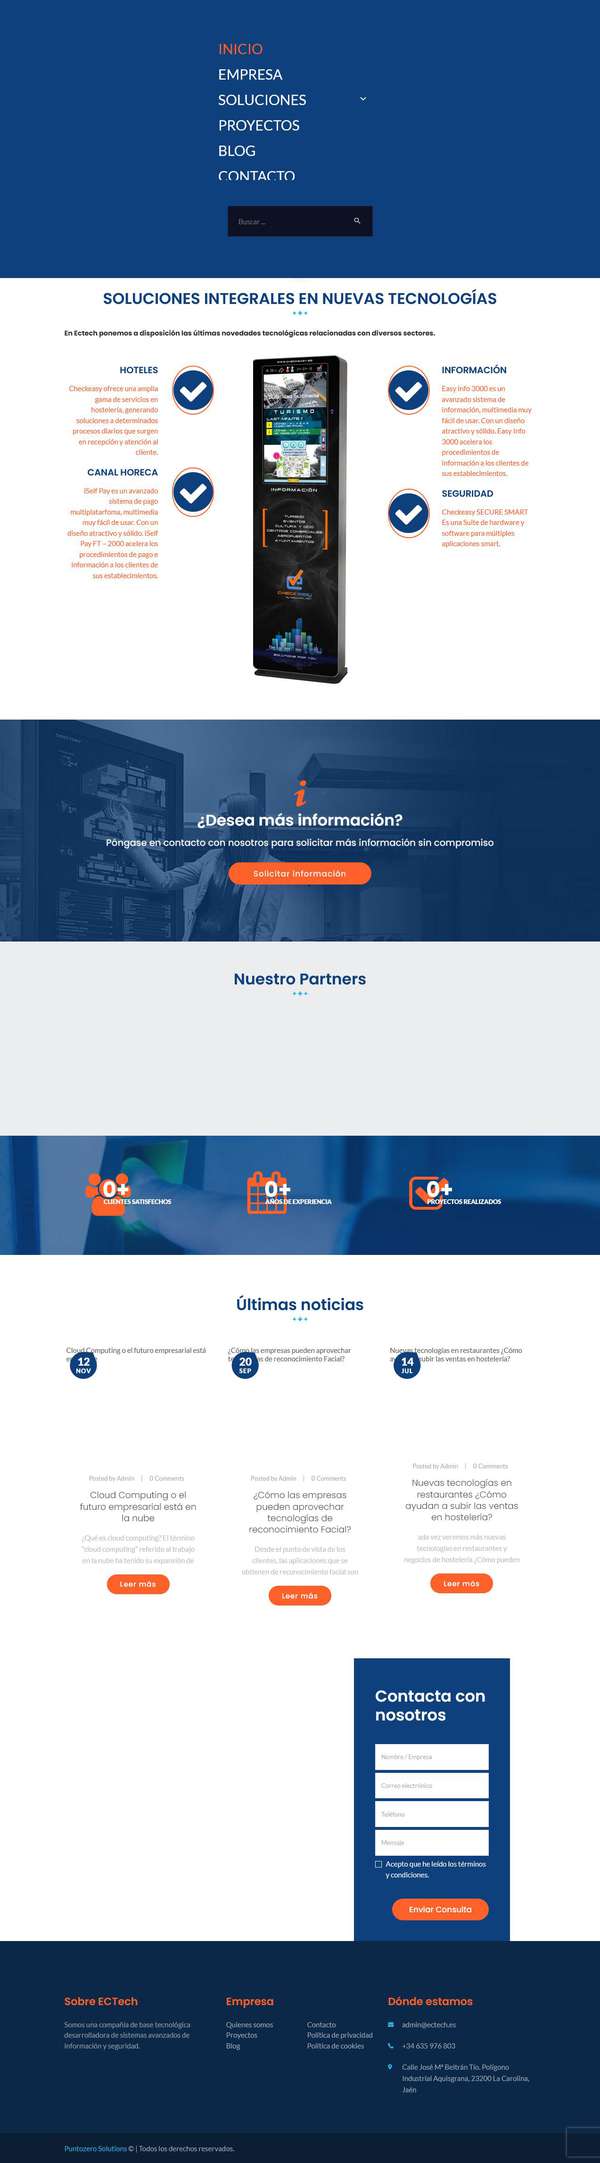 INICIO
EMPRESA
SOLUCIONES
PROYECTOS
BLOG
CONTACTO
Buscar ...
SOLUCIONES INTEGRALES EN NUEVAS TECNOLOGÍAS
En Ectech ponemos a disposición las últimas novedades tecnológicas relacionadas con diversos sectores.
HOTELES
Checkeasy ofrece una amplia
gama de servicios en
hostelería, generando
soluciones a determinados
procesos diarios que surgen
en recepción y atención al
cliente.
CANAL HORECA
iSelf Pay es un avanzado
sistema de pago
multiplatarfoma, multimedia
muy fácil de usar. Con un
diseño atractivo y sólido. iSelf
Pay FT – 2000 acelera los
procedimientos de pago e
información a los clientes de
sus establecimientos.
TURISMO
INFORMACIÓN
TURISMO
EVENTOS
CULTURA Y OCIO
CENTROS COMERCIALES
AEROPUERTOS
AYUNTAMIENTOS
SOLUTIONS FOR YOU
INFORMACIÓN
Easy info 3000 es un
avanzado sistema de
información, multimedia muy
fácil de usar. Con un diseño
atractivo y sólido. Easy Info
3000 acelera los
procedimientos de
información a los clientes de
sus establecimientos.
SEGURIDAD
Checkeasy SECURE SMART
Es una Suite de hardware y
software para múltiples
aplicaciones smart.
¿Desea más información?
Póngase en contacto con nosotros para solicitar más información sin compromiso
Solicitar información
Nuestro Partners
0+
CLIENTES SATISFECHOS
0+
AÑOS DE EXPERIENCIA
0+
PROYECTOS REALIZADOS
Últimas noticias
Cloud Computing o el futuro empresarial está
12
NOV
Posted by Admin | 0 Comments
Cloud Computing o el
futuro empresarial está en
la nube
¿Qué es cloud computing? El término
"cloud computing" referido al trabajo
en la nube ha tenido su expansión de
Leer más
¿Cómo las empresas pueden aprovechar
de reconocimiento Facial?
20
SEP
Posted by Admin | 0 Comments
¿Cómo las empresas
pueden aprovechar
tecnologías de
reconocimiento Facial?
Desde el punto de vista de los
clientes, las aplicaciones que se
obtienen de reconocimiento facial son
Leer más
Nuevas tecnologías en restaurantes ¿Cómo
subir las ventas en hostelería?
14
JUL
Posted by Admin | 0 Comments
Nuevas tecnologías en
restaurantes ¿Cómo
ayudan a subir las ventas
en hostelería?
ada vez veremos más nuevas
tecnologías en restaurantes y
negocios de hostelería. ¿Cómo pueden
Leer más
Contacta con
nosotros
Nombre / Empresa
Correo electrónico
Teléfono
Mensaje
Acepto que he leído los términos
y condiciones.
Enviar Consulta
Sobre ECTech
Somos una compañía de base tecnológica
desarrolladora de sistemas avanzados de
información y seguridad.
Empresa
Quienes somos
Proyectos
Blog
Contacto
Política de privacidad
Política de cookies
Dónde estamos
admin@ectech.es
+34 635 976 803
Calle José Mª Beltrán Tío. Polígono
Industrial Aquisgrana, 23200 La Carolina,
Jaén
Puntozero Solutions © | Todos los derechos reservados.